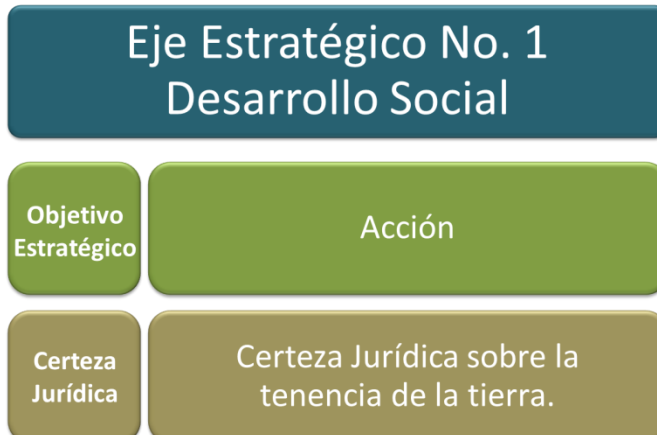 Eje Estratégico No. 1
Desarrollo Social
Objetivo
Estratégico
Acción
Certeza
Jurídica
Certeza Jurídica sobre la
tenencia de la tierra.